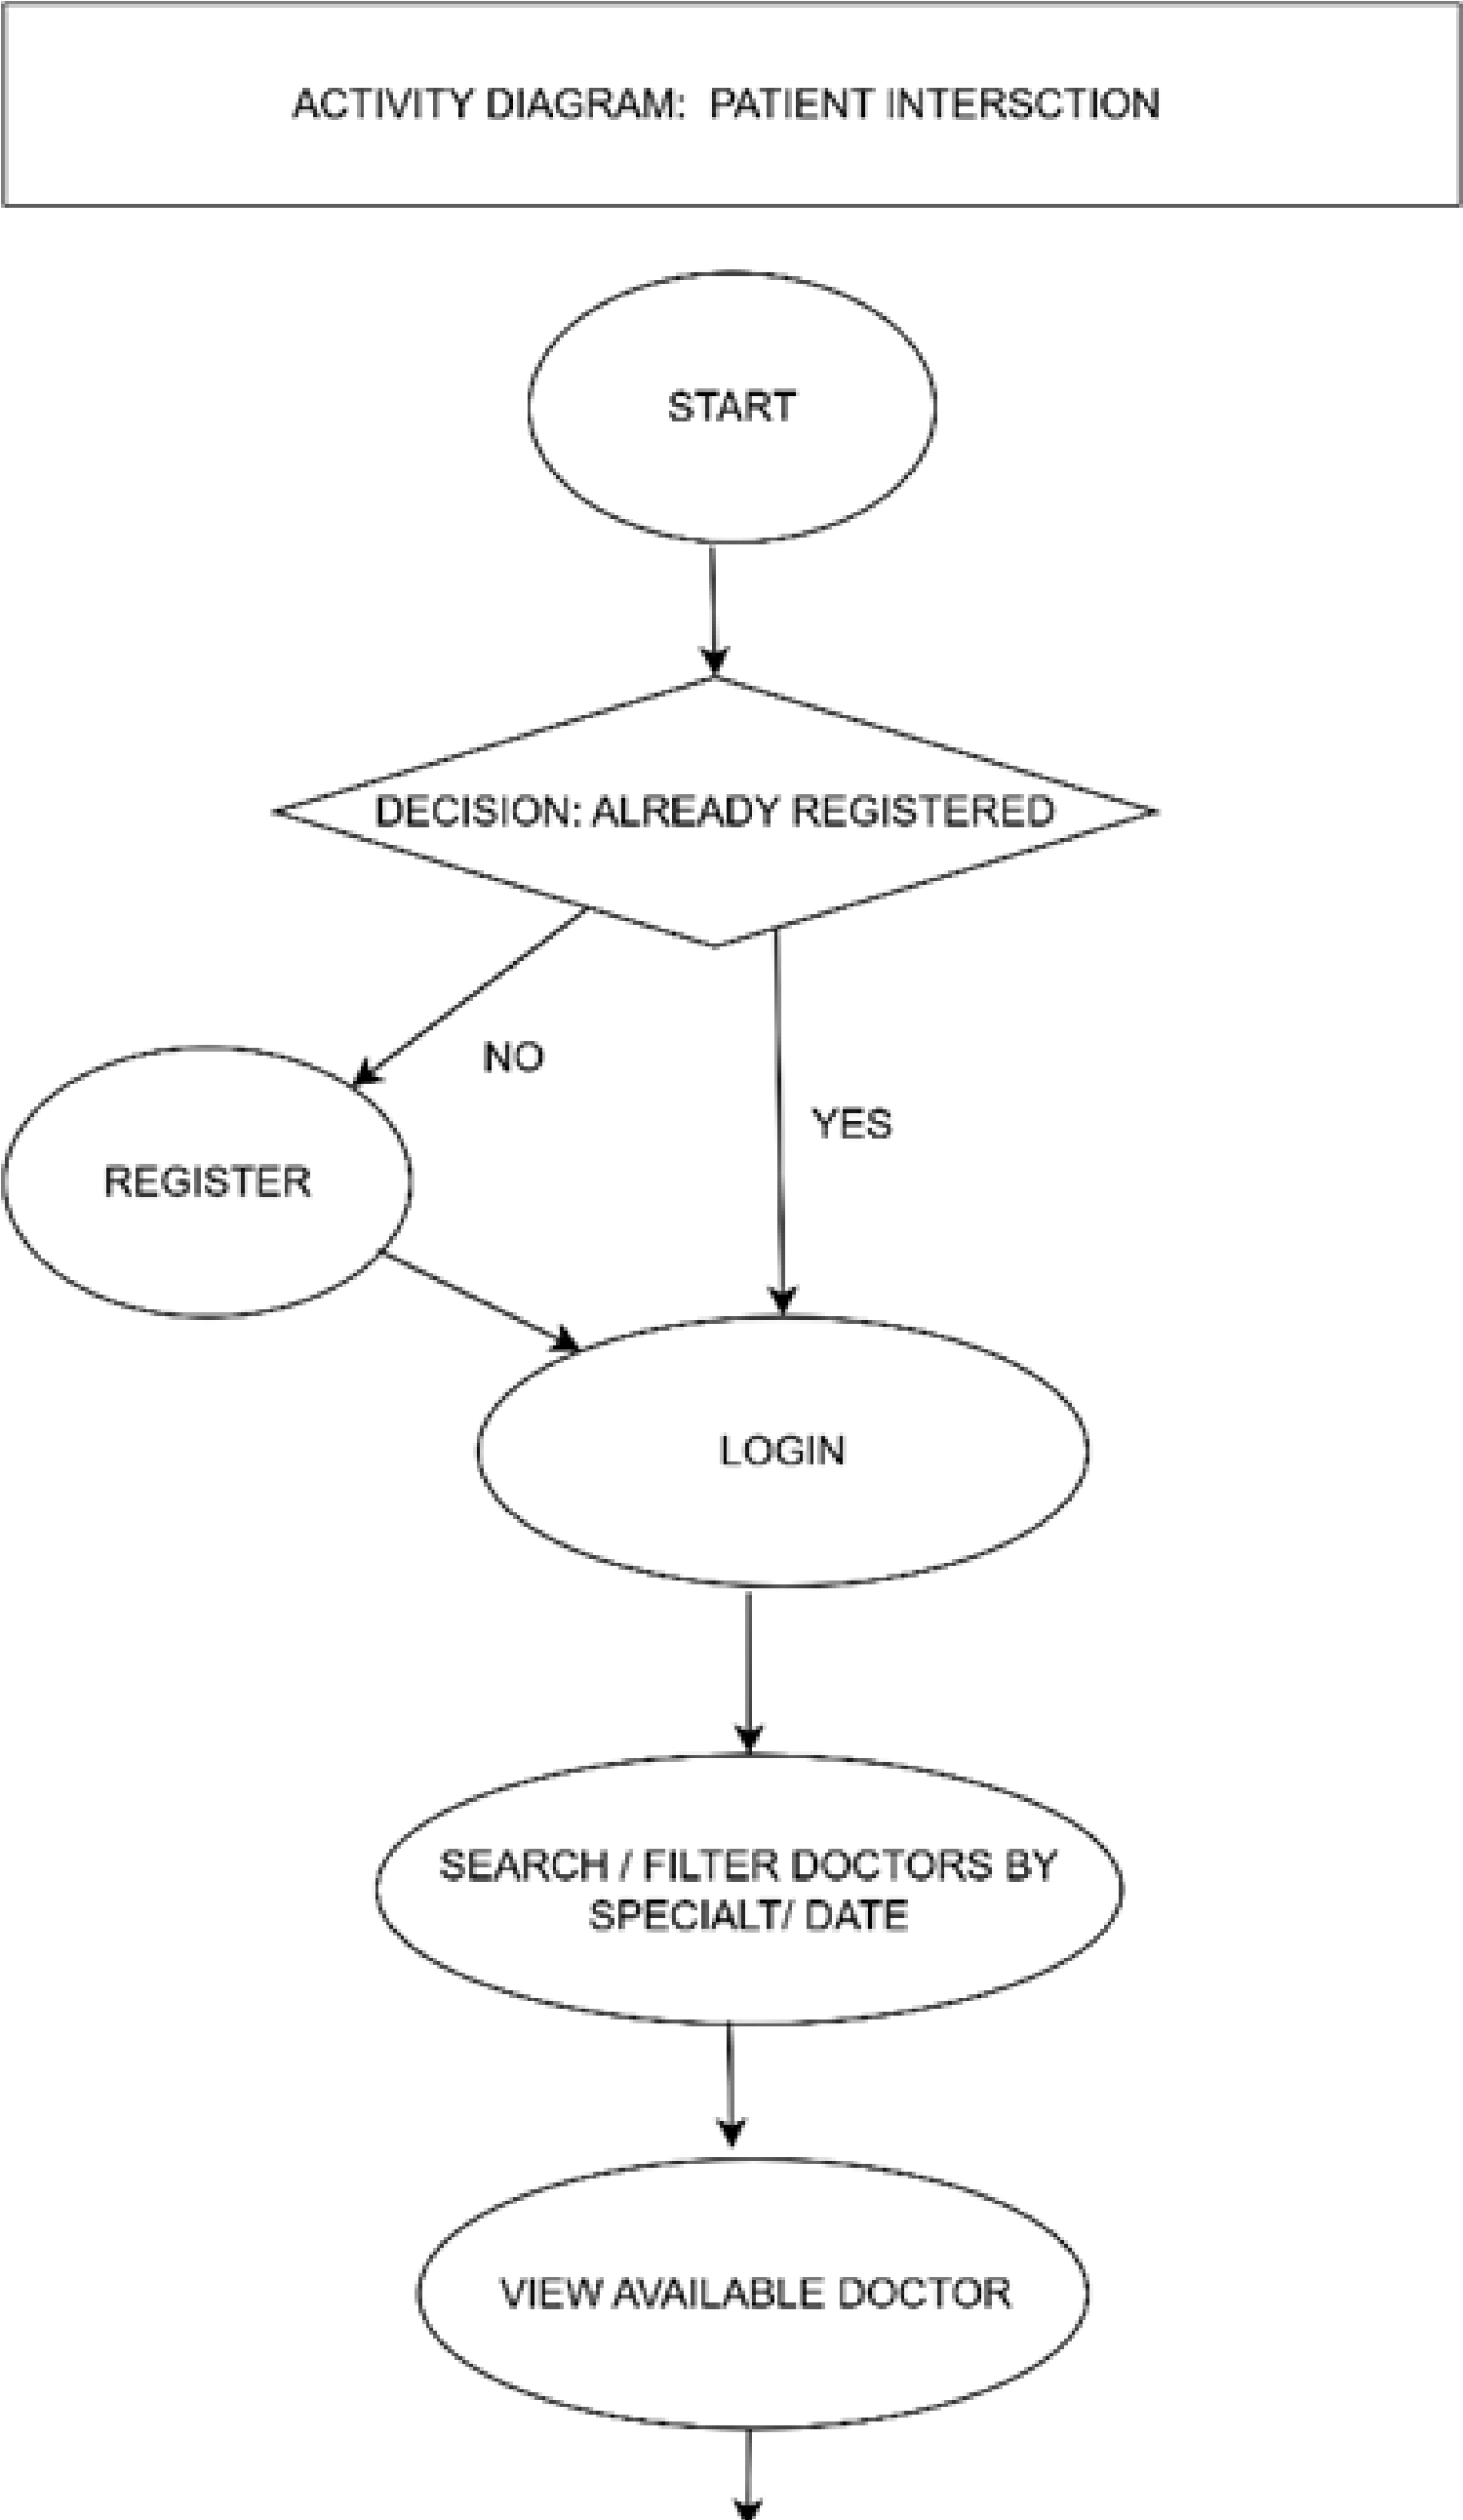 ACTIVITY DIAGRAM: PATIENT INTERSCTION
START
DECISION: ALREADY REGISTERED
NO
YES
REGISTER
LOGIN
SEARCH / FILTER DOCTORS BY
SPECIALT/ DATE
VIEW AVAILABLE DOCTOR